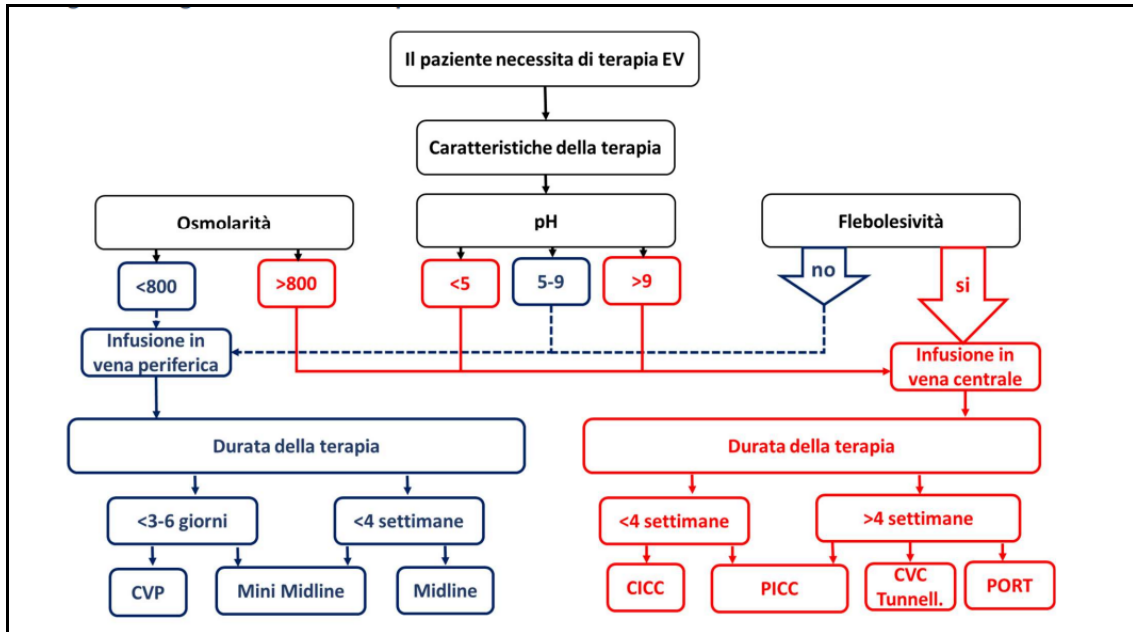 Il paziente necessita di terapia EV
Caratteristiche della terapia
Osmolarità
pH
Flebolesività
<800
>800
<5
5-9
>9
no
si
Infusione in
vena periferica
Infusione in
vena centrale
Durata della terapia
Durata della terapia
<3-6 giorni
<4 settimane
<4 settimane
>4 settimane
CVP
Mini Midline
Midline
CICC
PICC
CVC
Tunnell.
PORT